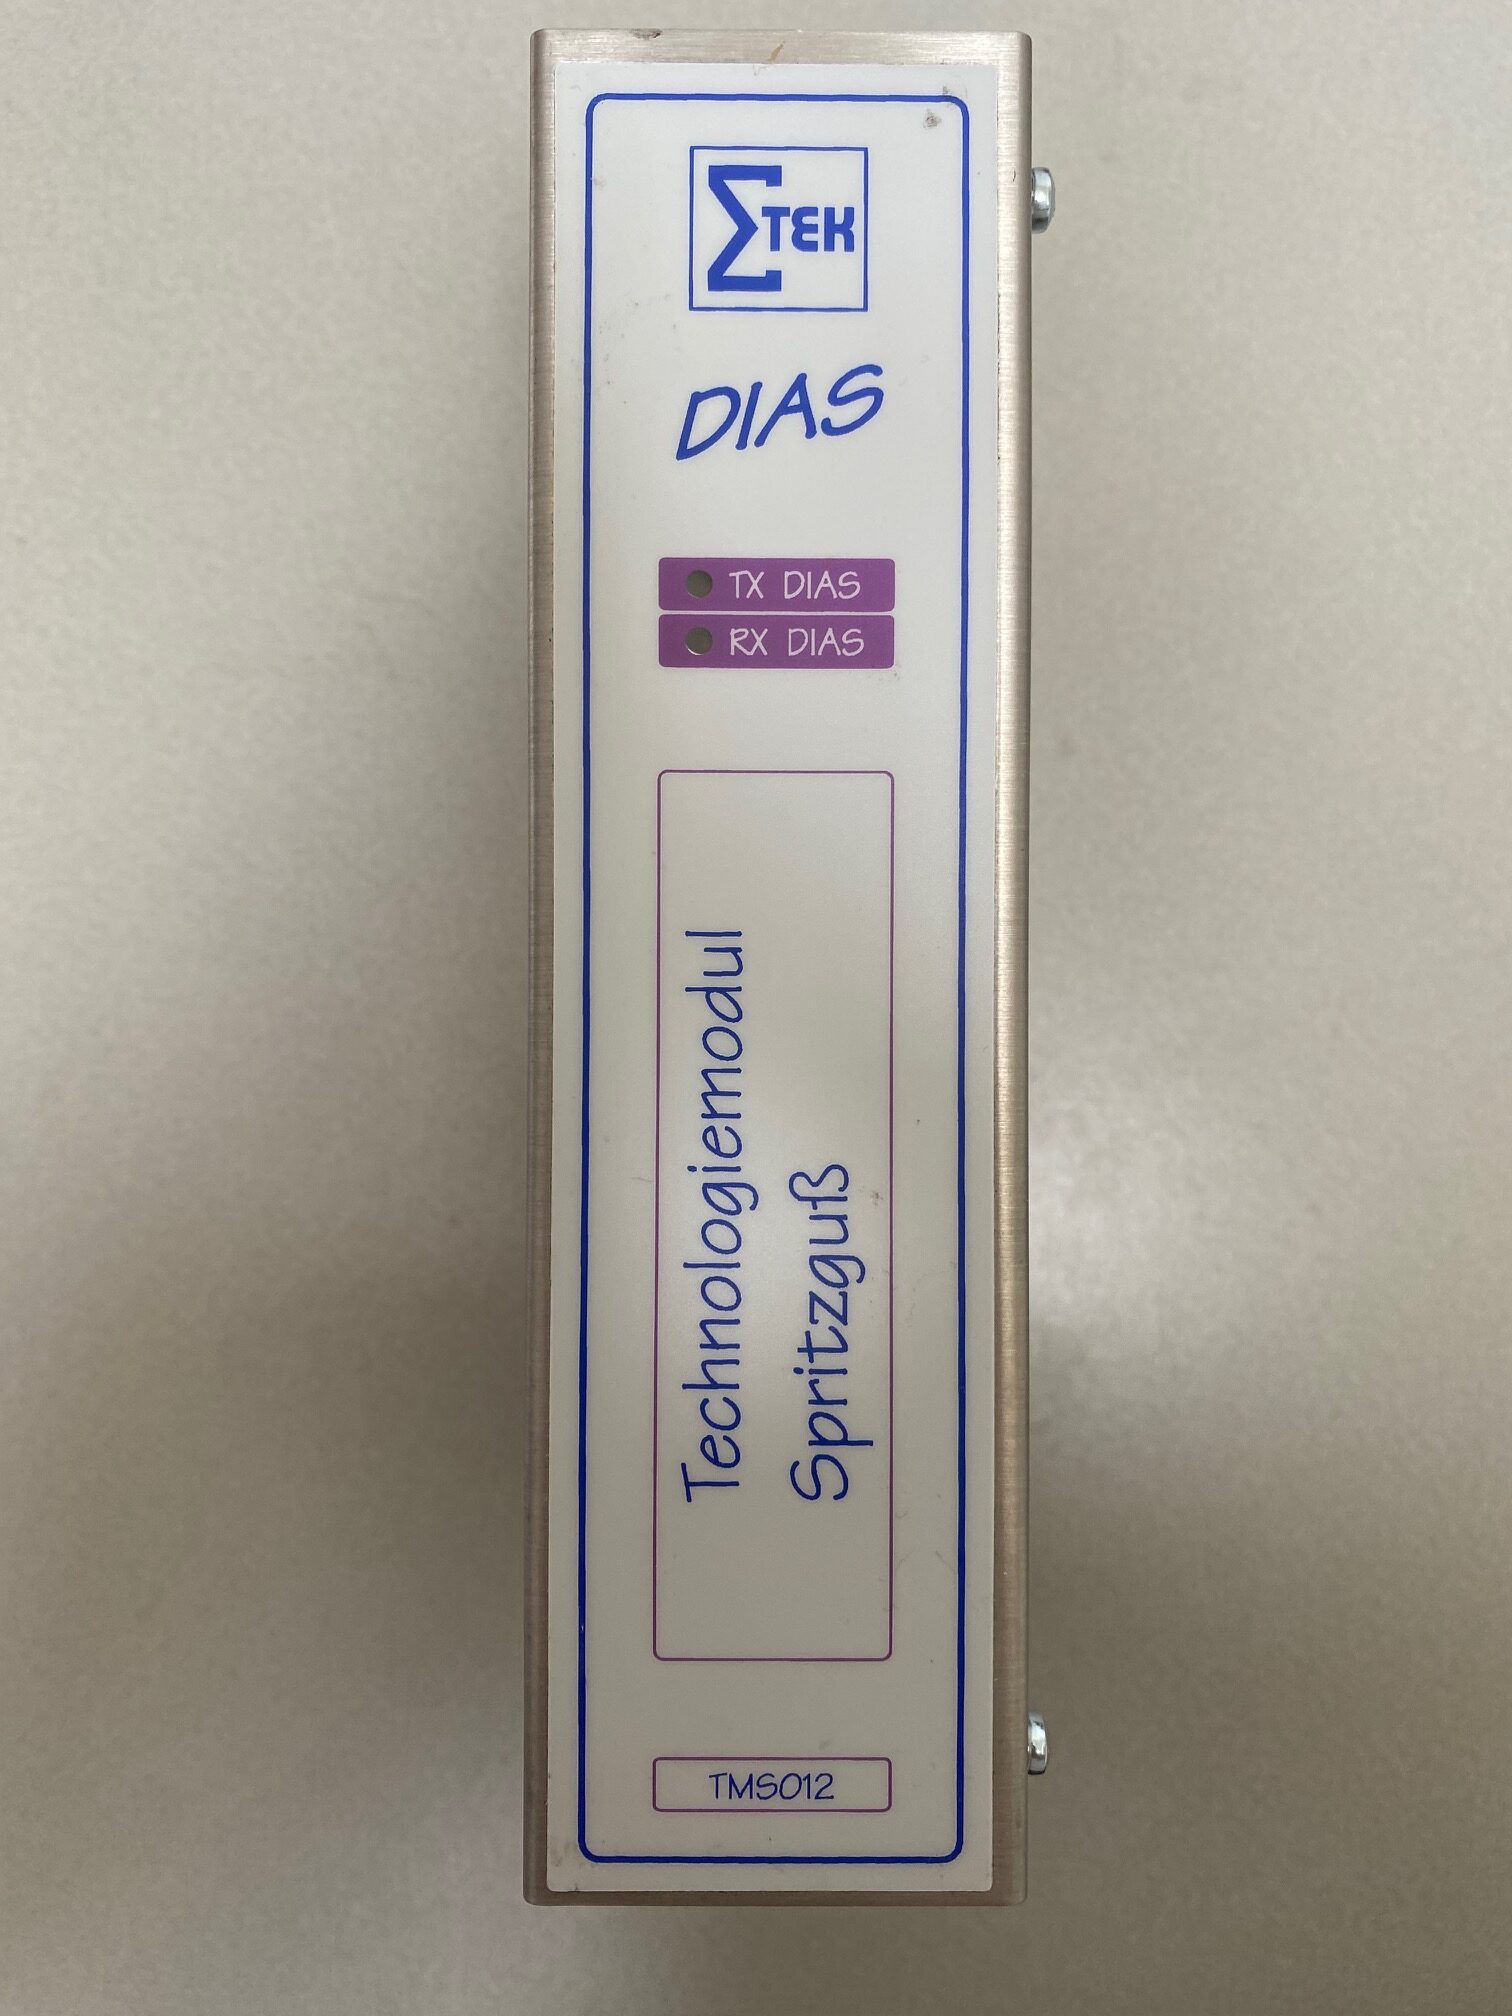 ΣTEK
DIAS
TX DIAS
RX DIAS
Technologiemodul
Spritzguß
TMS012